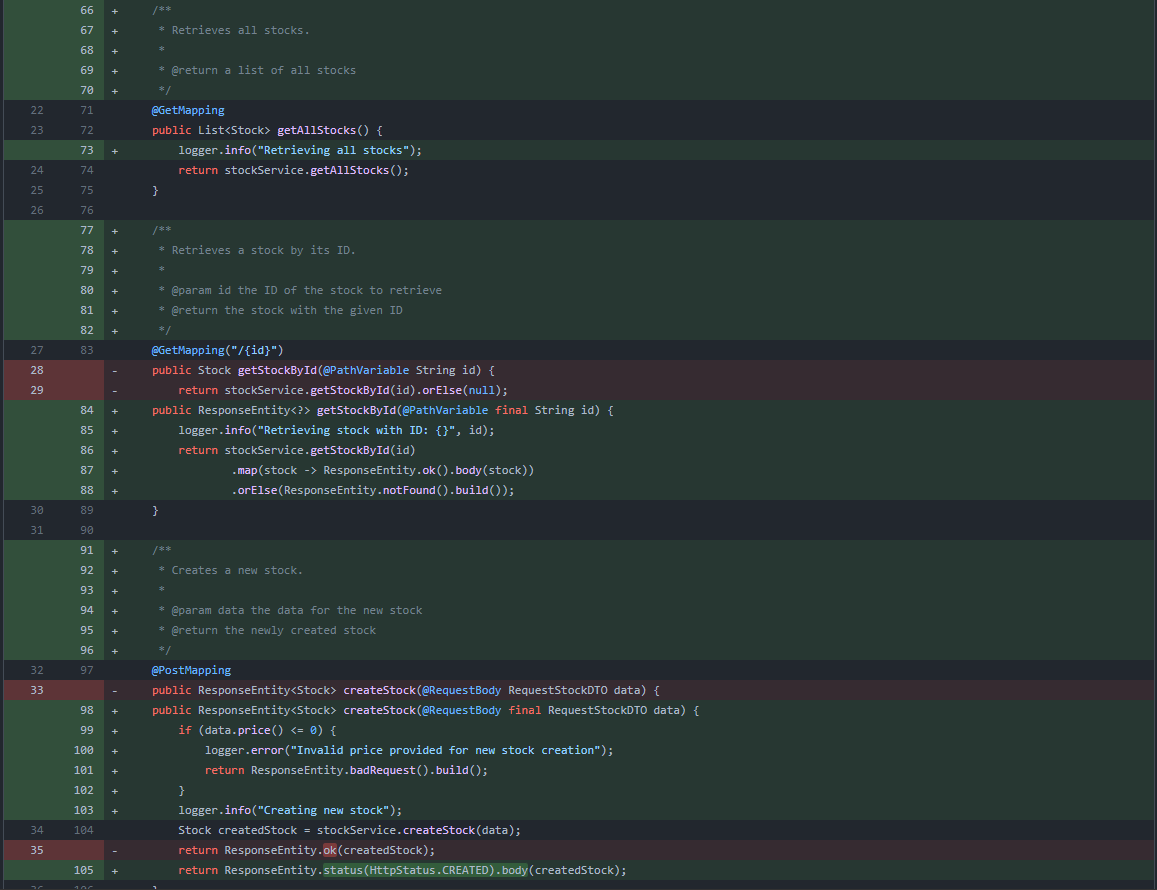 66 + /**
67 + * Retrieves all stocks.
68 + *
69 + * @return a list of all stocks
70 + */
22 71 @GetMapping
23 72 public List<Stock> getAllStocks() {
73 + logger.info("Retrieving all stocks");
24 74 return stockService.getAllStocks();
25 75 }
26 76
77 + /**
78 + * Retrieves a stock by its ID.
79 + *
80 + * @param id the ID of the stock to retrieve
81 + * @return the stock with the given ID
82 + */
27 83 @GetMapping("/{id}")
28 - public Stock getStockById(@PathVariable String id) {
29 - return stockService.getStockById(id).orElse(null);
84 + public ResponseEntity<?> getStockById(@PathVariable final String id) {
85 + logger.info("Retrieving stock with ID: {}", id);
86 + return stockService.getStockById(id)
87 + .map(stock -> ResponseEntity.ok().body(stock))
88 + .orElse(ResponseEntity.notFound().build());
30 89 }
31 90
91 + /**
92 + * Creates a new stock.
93 + *
94 + * @param data the data for the new stock
95 + * @return the newly created stock
96 + */
32 97 @PostMapping
33 - public ResponseEntity<Stock> createStock(@RequestBody RequestStockDTO data) {
98 + public ResponseEntity<Stock> createStock(@RequestBody final RequestStockDTO data) {
99 + if (data.price() <= 0) {
100 + logger.error("Invalid price provided for new stock creation");
101 + return ResponseEntity.badRequest().build();
102 + }
103 + logger.info("Creating new stock");
34 104 Stock createdStock = stockService.createStock(data);
35 - return ResponseEntity.ok(createdStock);
105 + return ResponseEntity.status(HttpStatus.CREATED).body(createdStock);
36 106 }